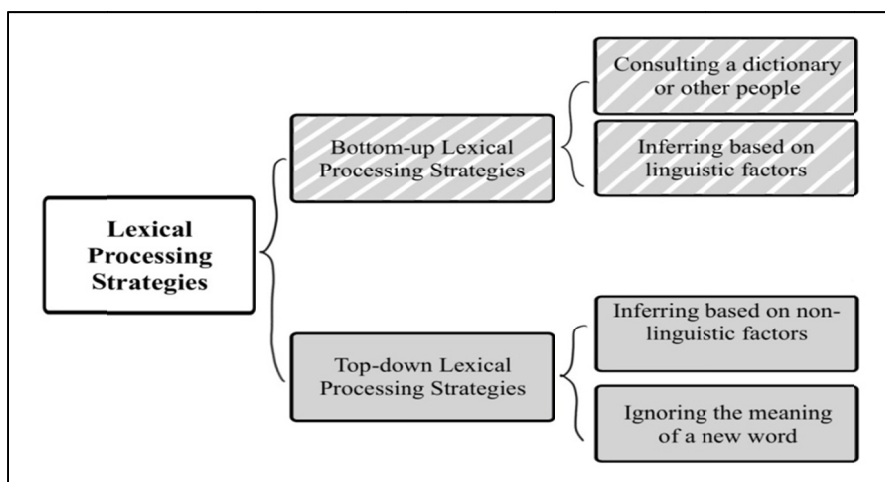 Lexical
Processing
Strategies
Bottom-up Lexical
Processing Strategies
Consulting a dictionary
or other people
Inferring based on
linguistic factors
Top-down Lexical
Processing Strategies
Inferring based on non-
linguistic factors
Ignoring the meaning
of a new word